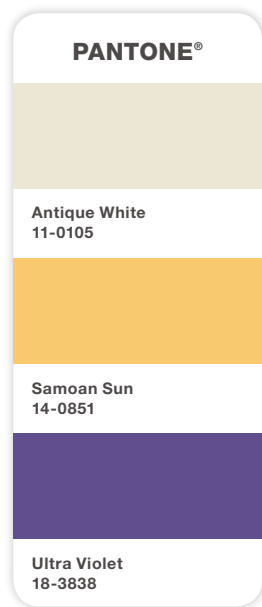 PANTONE®
Antique White
11-0105
Samoan Sun
14-0851
Ultra Violet
18-3838